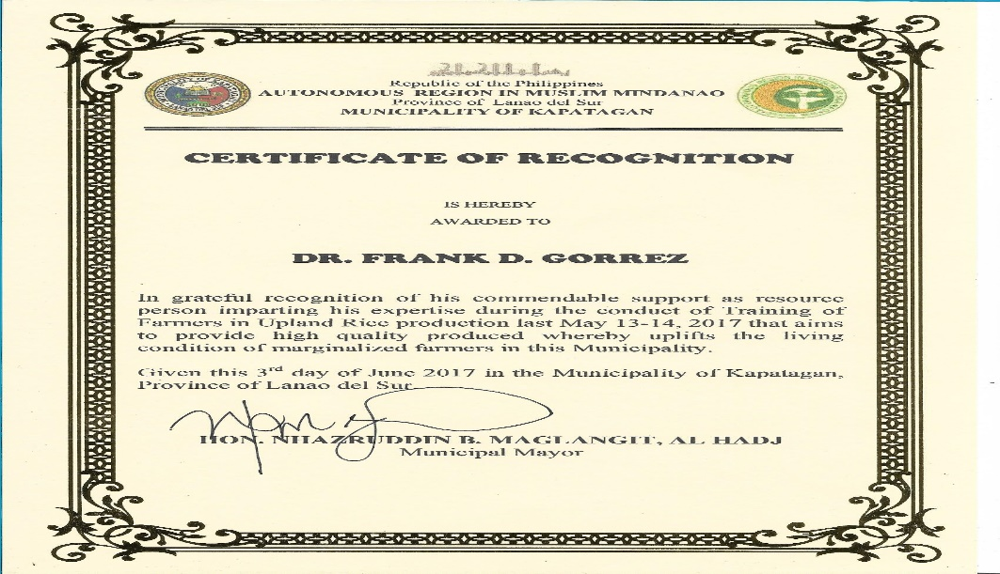 Republic of the Philippines
AUTONOMOUS REGION IN MUSLIM MINDANAO
Province of Lanao del Sur
MUNICIPALITY OF KAPATAGAN
CERTIFICATE OF RECOGNITION
IS HEREBY
AWARDED TO
DR. FRANK D. GORREZ
In grateful recognition of his commendable support as resource
person imparting his expertise during the conduct of Training of
Farmers in Upland Rice production last May 13-14, 2017 that aims
to provide high quality produced whereby uplifts the living
condition of marginalized farmers in this Municipality.
Given this 3rd day of June 2017 in the Municipality of Kapatagan,
Province of Lanao del Sur.
HON. NHAZRUDDIN B. MAGLANGIT, AL HADJ
Municipal Mayor